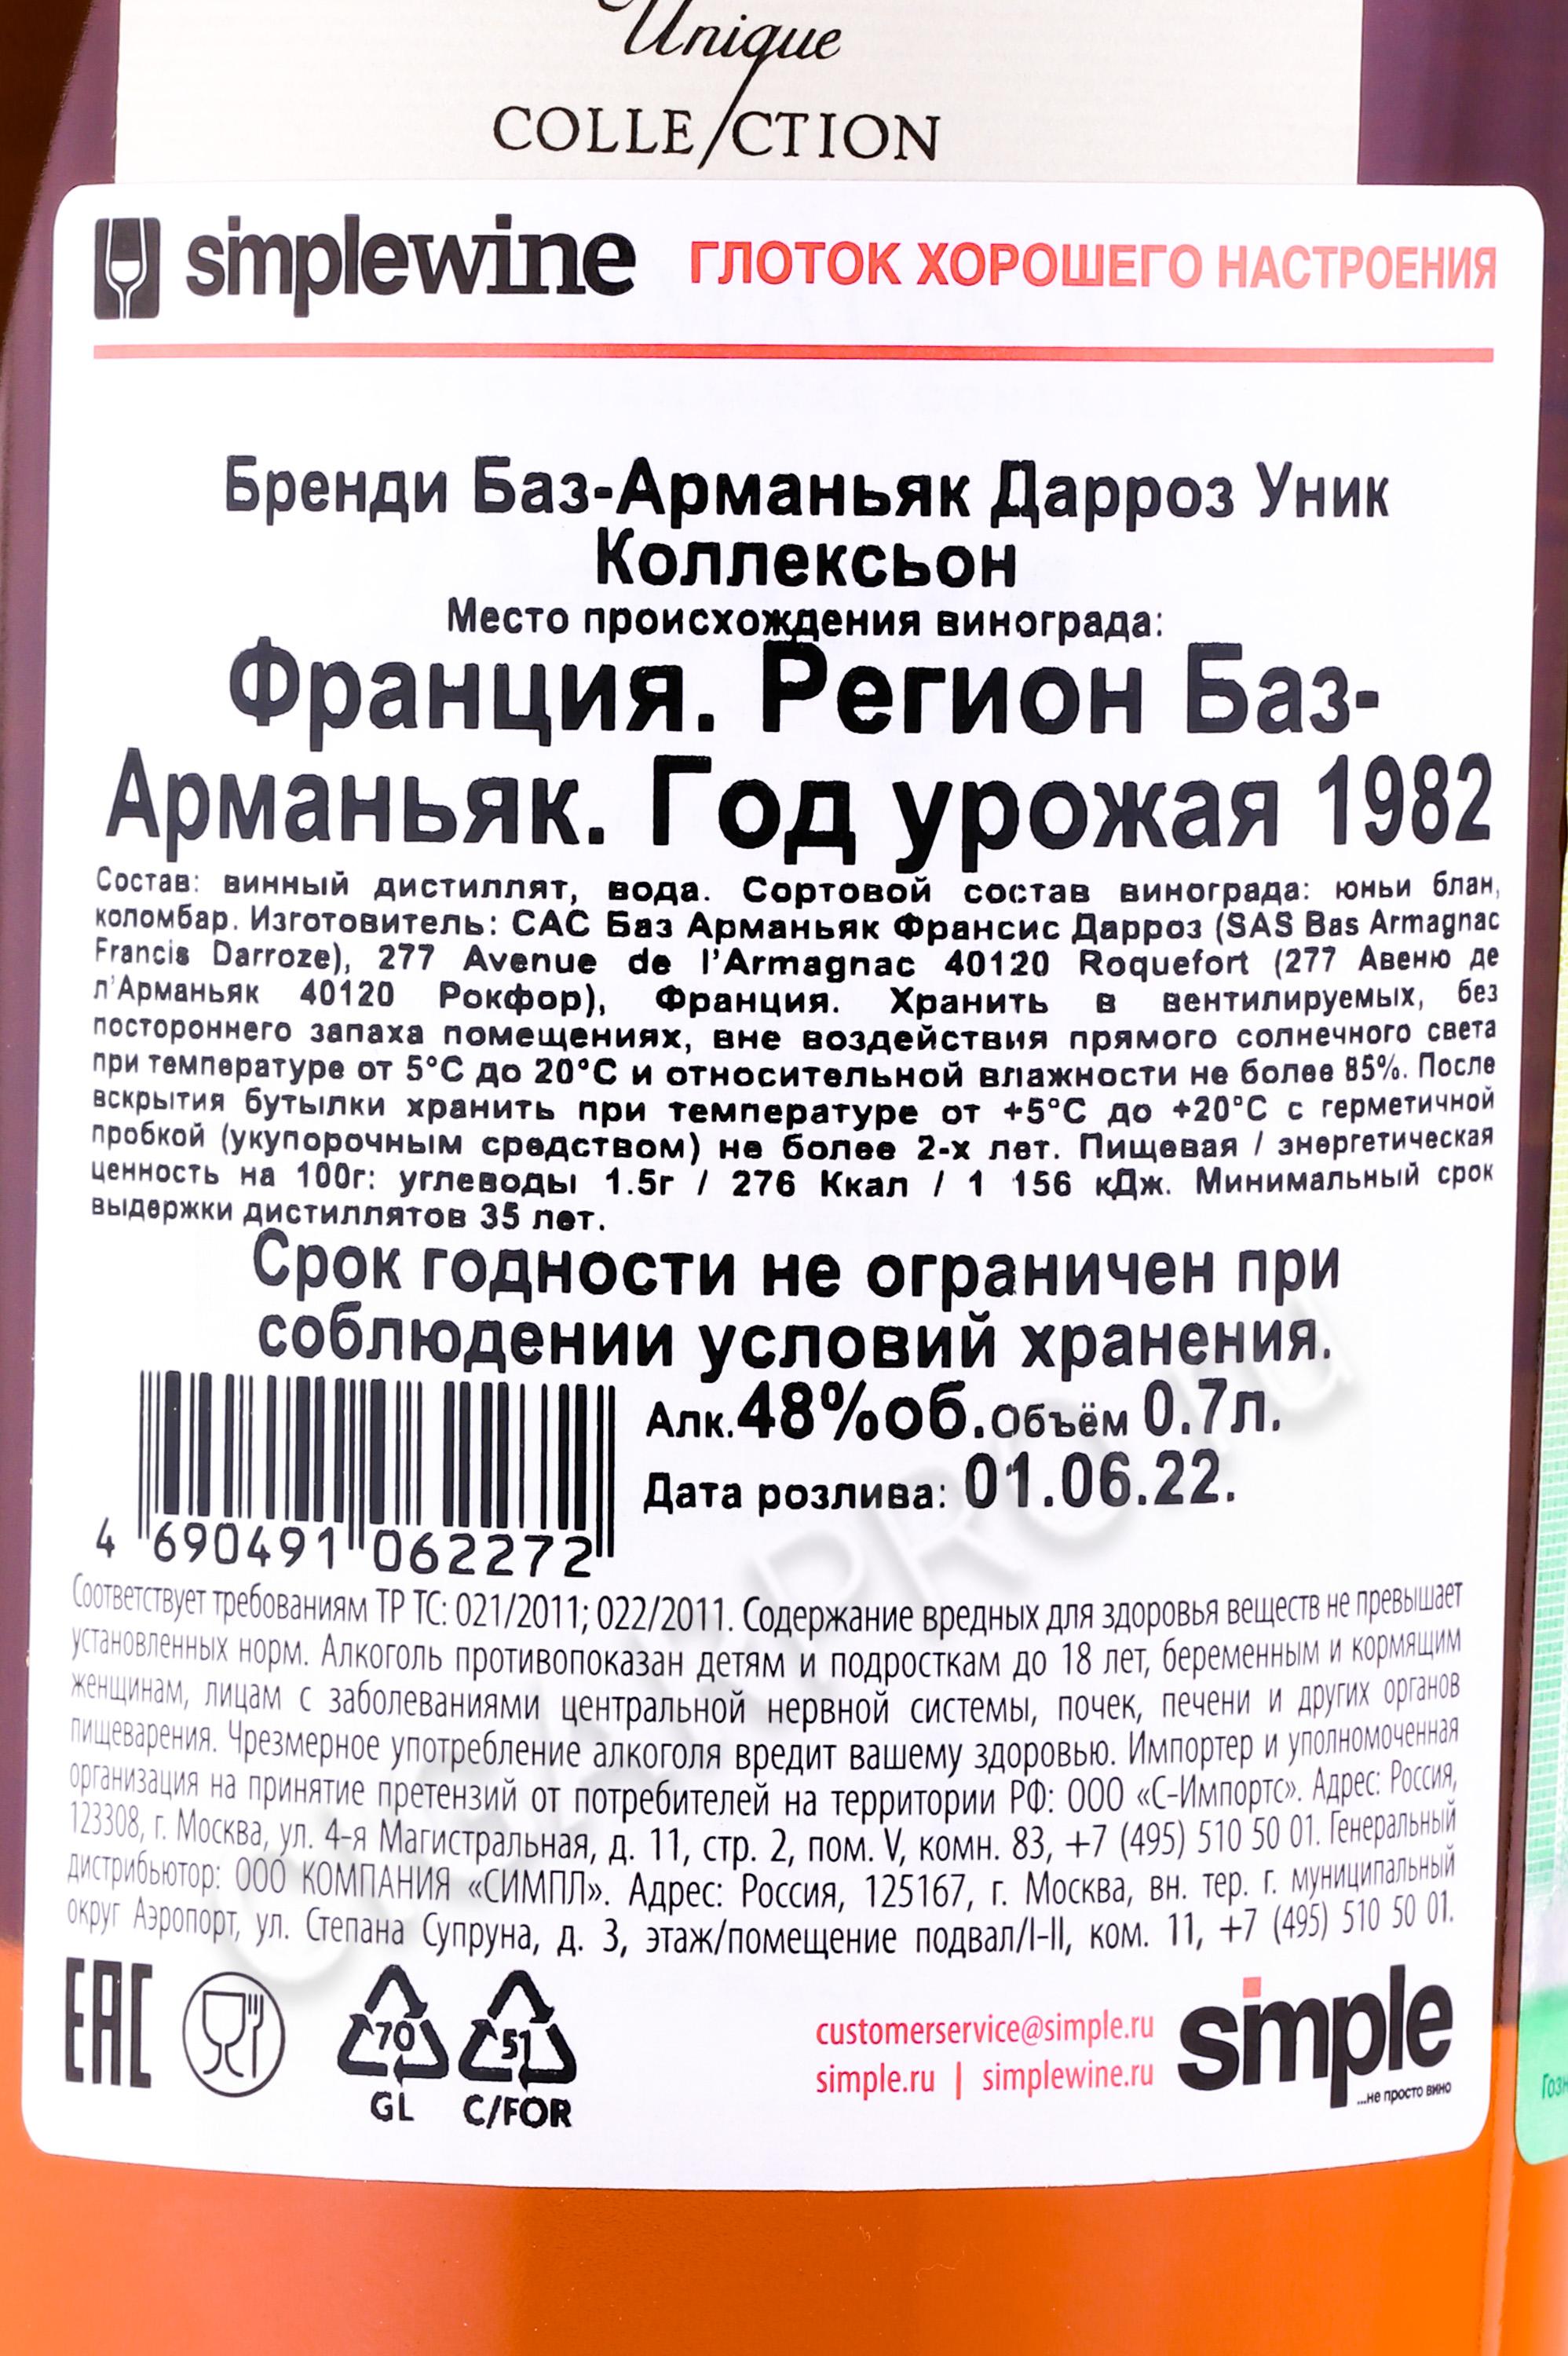 Unique
COLLECTION
simplewine ГЛОТОК ХОРОШЕГО НАСТРОЕНИЯ
Бренди Баз-Арманьяк Дарроз Уник
Коллексьон
Место происхождения винограда:
Франция. Регион Баз-
Арманьяк. Год урожая 1982
Состав: винный дистиллят, вода. Сортовой состав винограда: юньи блан,
коломбар. Изготовитель: САС Баз Арманьяк Франсис Дарроз (SAS Bas Armagnac
Francis Darroze), 277 Avenue de l'Armagnac 40120 Roquefort (277 Авеню де
л'Арманьяк 40120 Рокфор), Франция. Хранить в вентилируемых, без
постороннего запаха помещениях, вне воздействия прямого солнечного света
при температуре от 5°С до 20°С и относительной влажности не более 85%. После
вскрытия бутылки хранить при температуре от +5°С до +20°С с герметичной
пробкой (укупорочным средством) не более 2-х лет. Пищевая / энергетическая
ценность на 100г: углеводы 1.5г / 276 Ккал / 1 156 кДж. Минимальный срок
выдержки дистиллятов 35 лет.
Срок годности не ограничен при
соблюдении условий хранения.
Алк.48%об.Объём 0.7л.
Дата розлива: 01.06.22.
4 690491 062272
Соответствует требованиям ТР ТС: 021/2011; 022/2011. Содержание вредных для здоровья веществ не превышает
установленных норм. Алкоголь противопоказан детям и подросткам до 18 лет, беременным и кормящим
женщинам, лицам с заболеваниями центральной нервной системы, почек, печени и других органов
пищеварения. Чрезмерное употребление алкоголя вредит вашему здоровью. Импортер и уполномоченная
организация на принятие претензий от потребителей на территории РФ: ООО «С-Импортс». Адрес: Россия,
123308, г. Москва, ул. 4-я Магистральная, д. 11, стр. 2, пом. V, комн. 83, +7 (495) 510 50 01. Генеральный
дистрибьютор: ООО КОМПАНИЯ «СИМПЛ». Адрес: Россия, 125167, г. Москва, вн. тер. г. муниципальный
округ Аэропорт, ул. Степана Супруна, д. 3, этаж/помещение подвал/I-II, ком. 11, +7 (495) 510 50 01.
EAC
70
GL
51
C/FOR
customerservice@simple.ru
simple.ru | simplewine.ru
simple
...не просто вино
CIGARPRO.ru